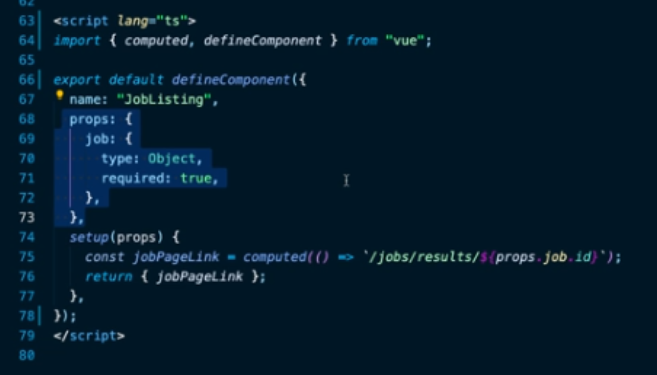 62
63 <script lang="ts">
64 import { computed, defineComponent } from "vue";
65
66 export default defineComponent({
67   name: "JobListing",
68   props: {
69     job: {
70       type: Object,
71       required: true,
72     },
73   },
74   setup(props) {
75     const jobPageLink = computed(() => `/jobs/results/${props.job.id}`);
76     return { jobPageLink };
77   },
78 });
79 </script>
80